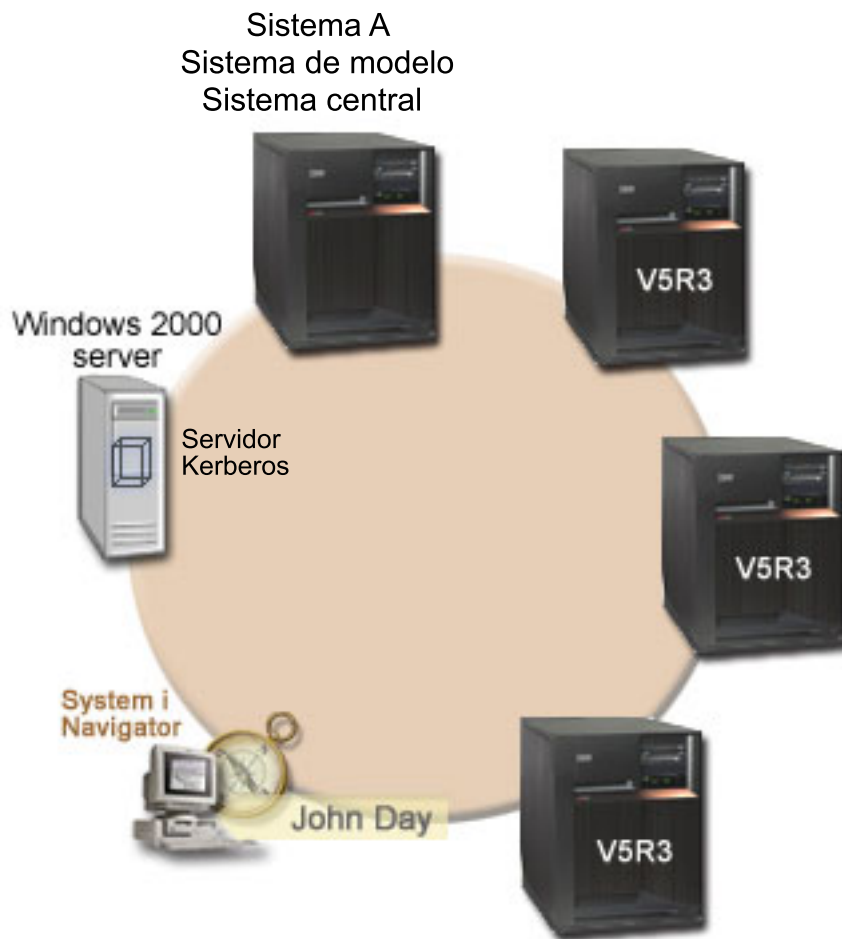 Sistema A
Sistema de modelo
Sistema central
V5R3
Windows 2000
server
Servidor
Kerberos
V5R3
System i
Navigator
John Day
V5R3